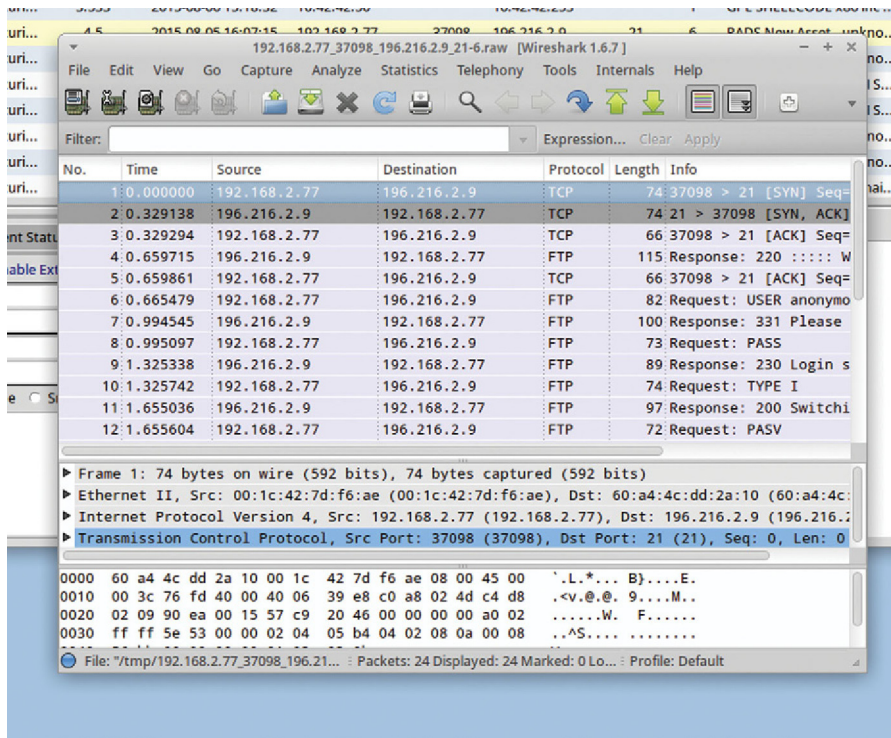 uri...
4.5 2015-08-05 16:07:15 192.168.2.77 37098 196.216.2.9 21 6
uri...
192.168.2.77_37098_196.216.2.9_21-6.raw [Wireshark 1.6.7 ]
no...
File Edit View Go Capture Analyze Statistics Telephony Tools Internals Help
uri...
no...
uri...
S...
uri...
S...
Filter: Expression... Clear Apply
uri...
no...
uri...
no...
No. Time Source Destination Protocol Length Info
uri...
nai...
1 0.000000 192.168.2.77 196.216.2.9 TCP 74 37098 > 21 [SYN] Seq=
2 0.329138 196.216.2.9 192.168.2.77 TCP 74 21 > 37098 [SYN, ACK]
ent Statu
3 0.329294 192.168.2.77 196.216.2.9 TCP 66 37098 > 21 [ACK] Seq=
4 0.659715 196.216.2.9 192.168.2.77 FTP 115 Response: 220 ::::: W
able Ext
5 0.659861 192.168.2.77 196.216.2.9 TCP 66 37098 > 21 [ACK] Seq=
6 0.665479 192.168.2.77 196.216.2.9 FTP 82 Request: USER anonymo
7 0.994545 196.216.2.9 192.168.2.77 FTP 100 Response: 331 Please
8 0.995097 192.168.2.77 196.216.2.9 FTP 73 Request: PASS
9 1.325338 196.216.2.9 192.168.2.77 FTP 89 Response: 230 Login s
10 1.325742 192.168.2.77 196.216.2.9 FTP 74 Request: TYPE I
11 1.655036 196.216.2.9 192.168.2.77 FTP 97 Response: 200 Switchi
12 1.655604 192.168.2.77 196.216.2.9 FTP 72 Request: PASV
Frame 1: 74 bytes on wire (592 bits), 74 bytes captured (592 bits)
Ethernet II, Src: 00:1c:42:7d:f6:ae (00:1c:42:7d:f6:ae), Dst: 60:a4:4c:dd:2a:10 (60:a4:4c:
Internet Protocol Version 4, Src: 192.168.2.77 (192.168.2.77), Dst: 196.216.2.9 (196.216.2
Transmission Control Protocol, Src Port: 37098 (37098), Dst Port: 21 (21), Seq: 0, Len: 0
0000 60 a4 4c dd 2a 10 00 1c 42 7d f6 ae 08 00 45 00 `.L.*... B}....E.
0010 00 3c 76 fd 40 00 40 06 39 e8 c0 a8 02 4d c4 d8 .<v.@.@. 9....M..
0020 02 09 90 ea 00 15 57 c9 20 46 00 00 00 00 a0 02 ......W. F......
0030 ff ff 5e 53 00 00 02 04 05 b4 04 02 08 0a 00 08 ..^S.... ........
File: "/tmp/192.168.2.77_37098_196.21... Packets: 24 Displayed: 24 Marked: 0 Lo... Profile: Default